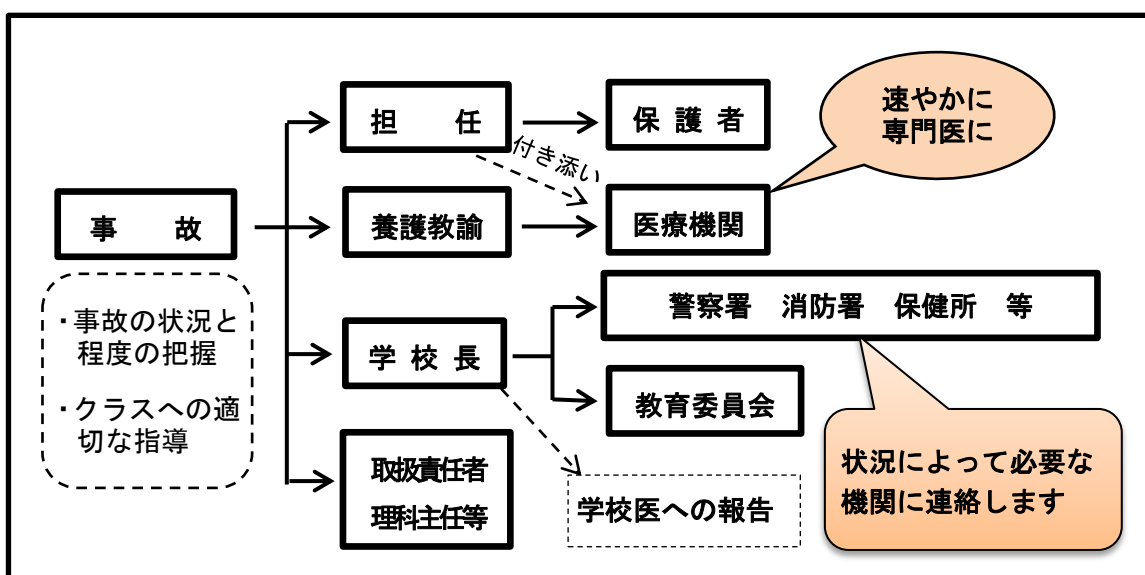 担　任
保 護 者
速やかに
専門医に
付き添い
事　故
養護教諭
医療機関
・事故の状況と
程度の把握
・クラスへの適
切な指導
学 校 長
警察署　消防署　保健所　等
教育委員会
取扱責任者
理科主任等
学校医への報告
状況によって必要な
機関に連絡します